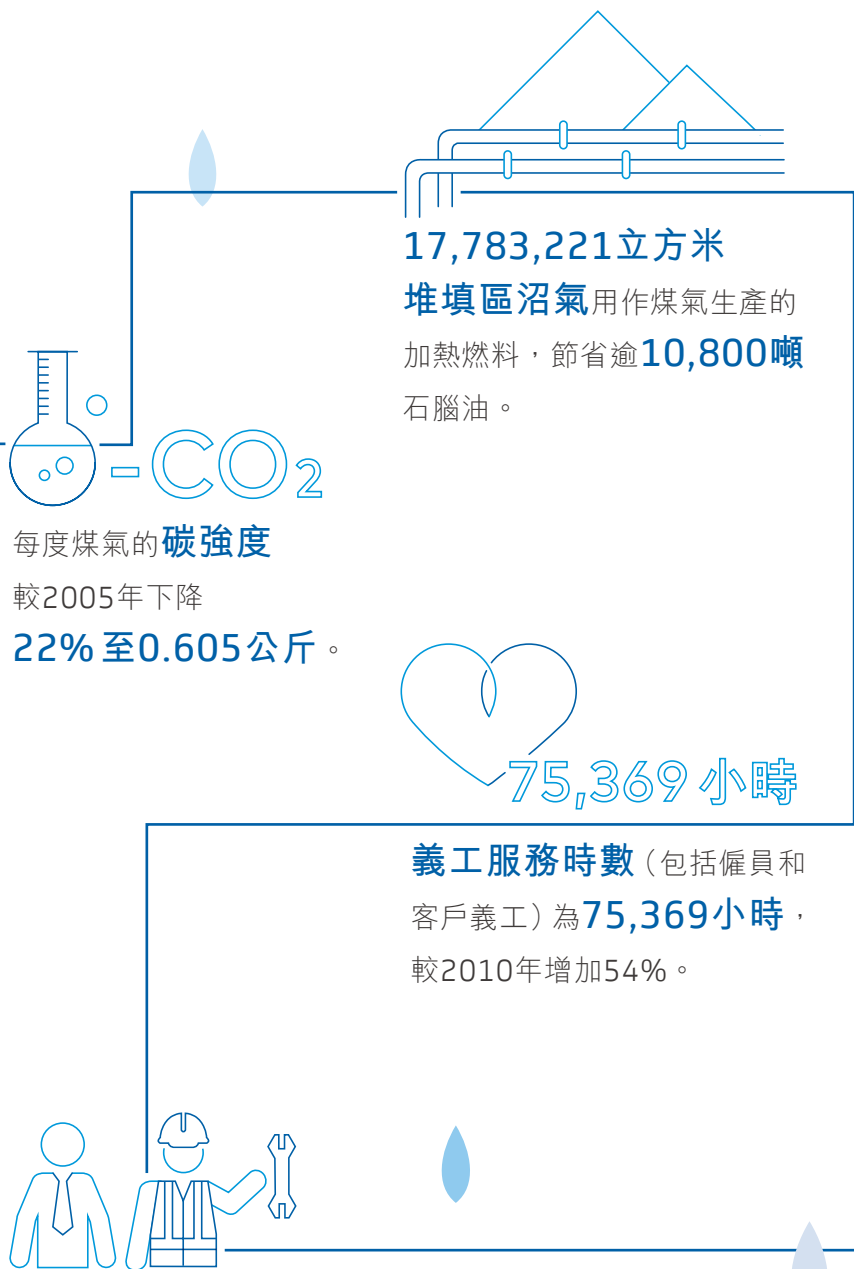 17,783,221立方米
堆填區沼氣用作煤氣生產的
加熱燃料，節省逾10,800噸
石腦油。
-CO2
每度煤氣的碳強度
較2005年下降
22% 至0.605公斤。
75,369 小時
義工服務時數（包括僱員和
客戶義工）為75,369小時，
較2010年增加54%。